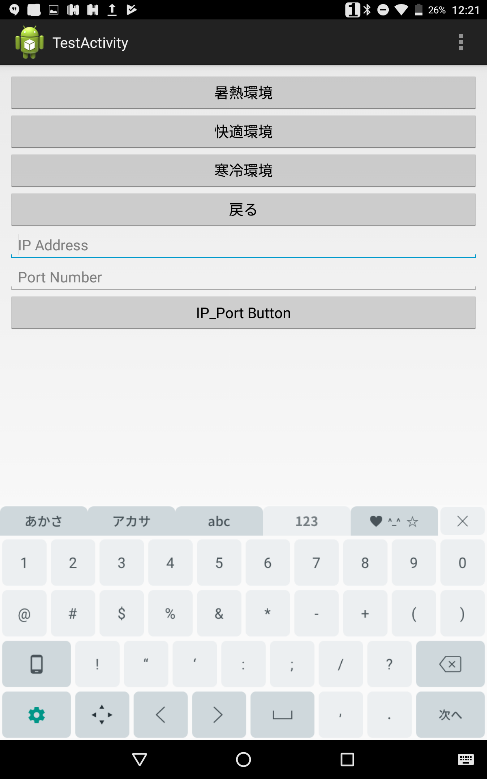 1 26% 12:21
TestActivity
暑熱環境
快適環境
寒冷環境
戻る
IP Address
Port Number
IP_Port Button
あかさ アカサ abc 123 ♥ ^_^ ☆
1 2 3 4 5 6 7 8 9 0
@ # $ % & * - + ( )
! " ' : ; / ?
, . 次へ